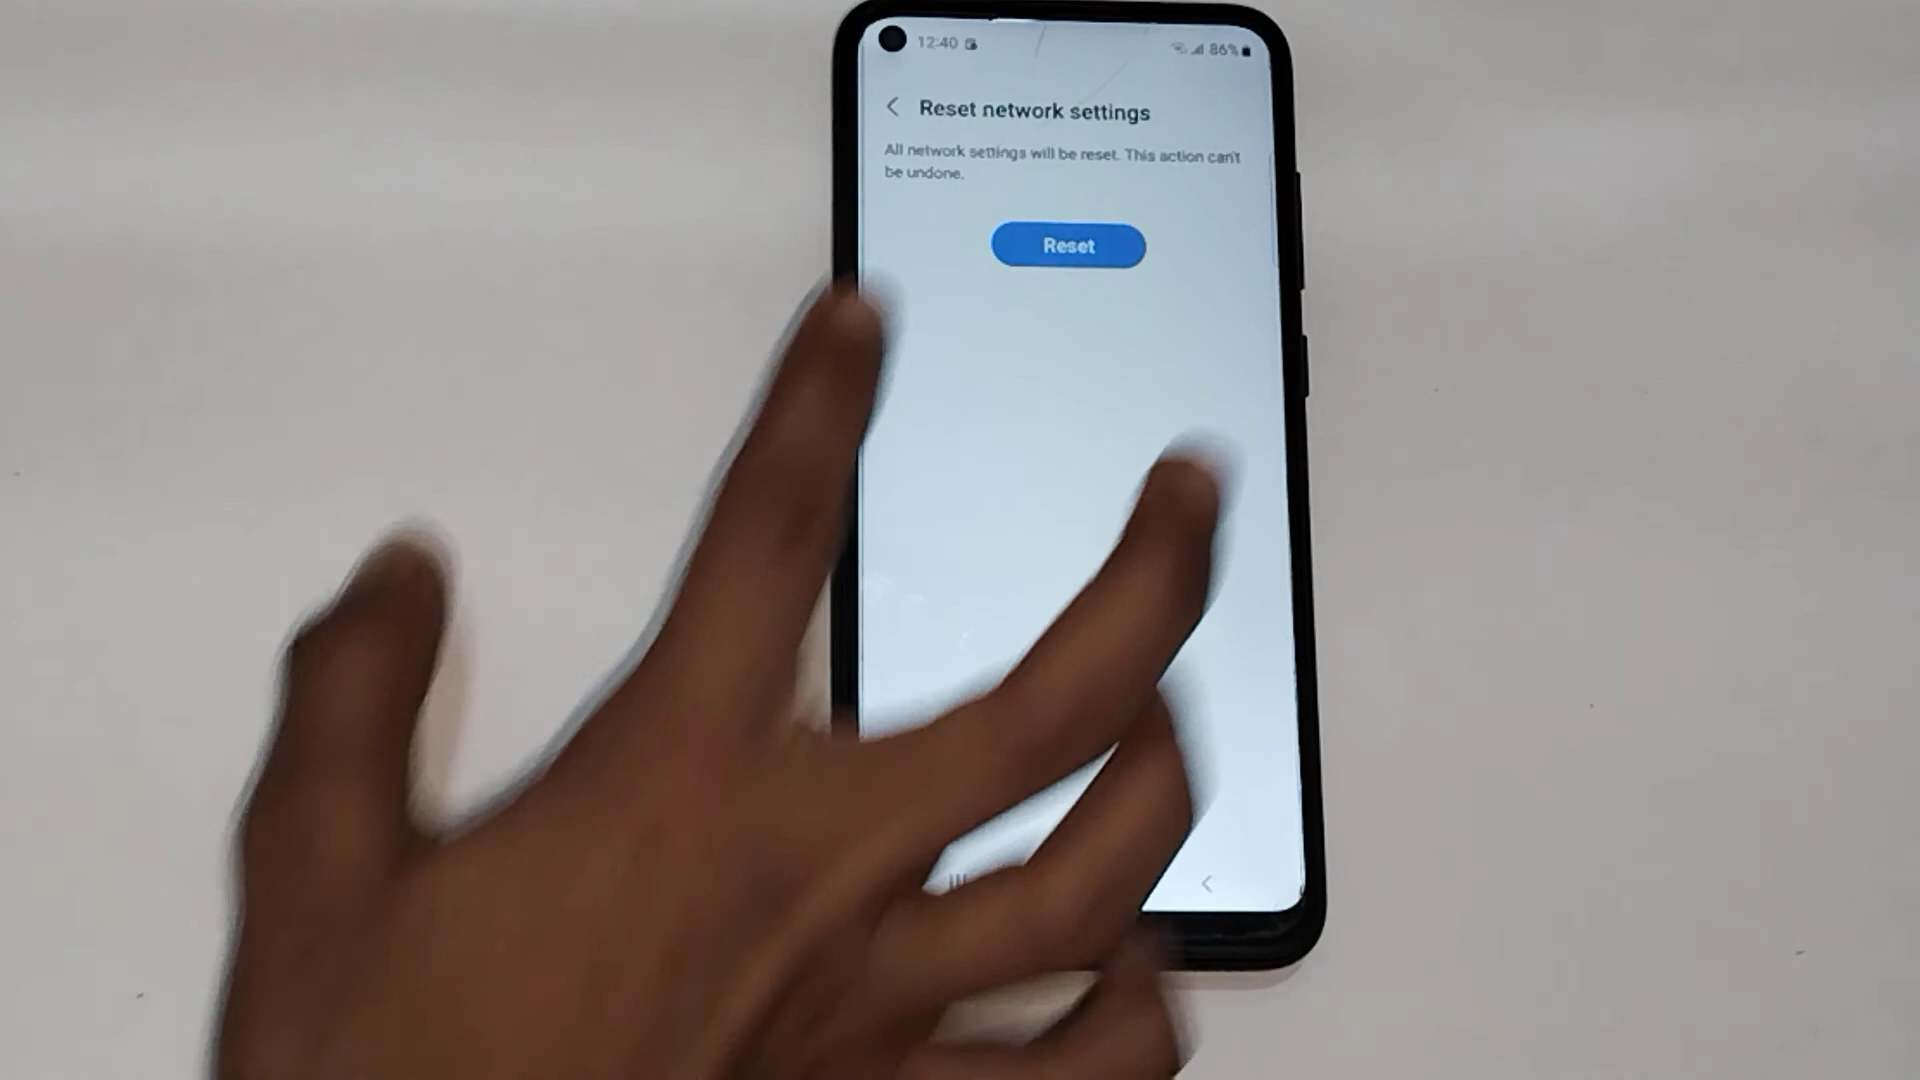 12:40 86%
Reset network settings
All network settings will be reset. This action can't
be undone.
Reset